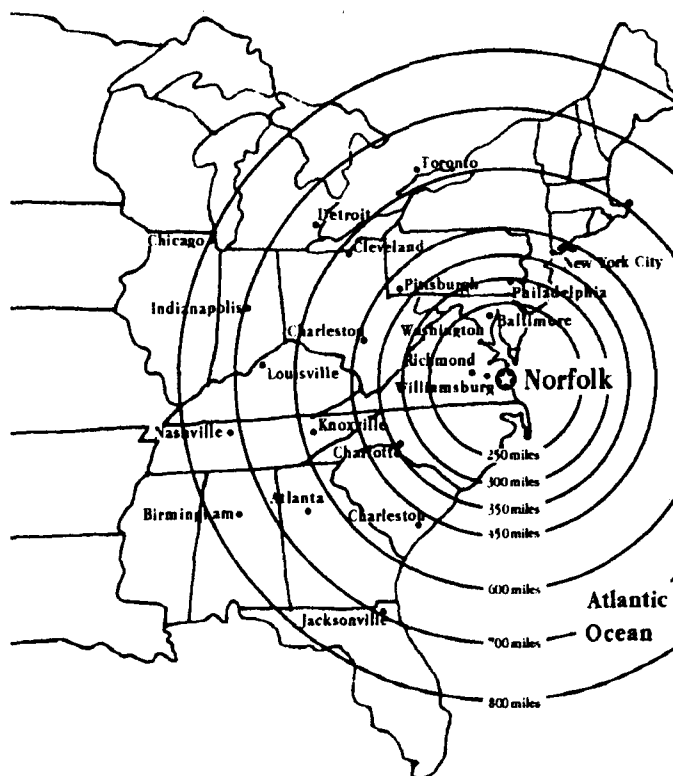 Toronto
Detroit
Chicago
Cleveland
New York City
Pittsburgh
Philadelphia
Indianapolis
Baltimore
Charleston
Washington
Richmond
Louisville
Williamsburg
Norfolk
Nashville
Knoxville
Charlotte
250 miles
300 miles
Atlanta
350 miles
Birmingham
Charleston
450 miles
600 miles
Atlantic
Ocean
Jacksonville
700 miles
800 miles